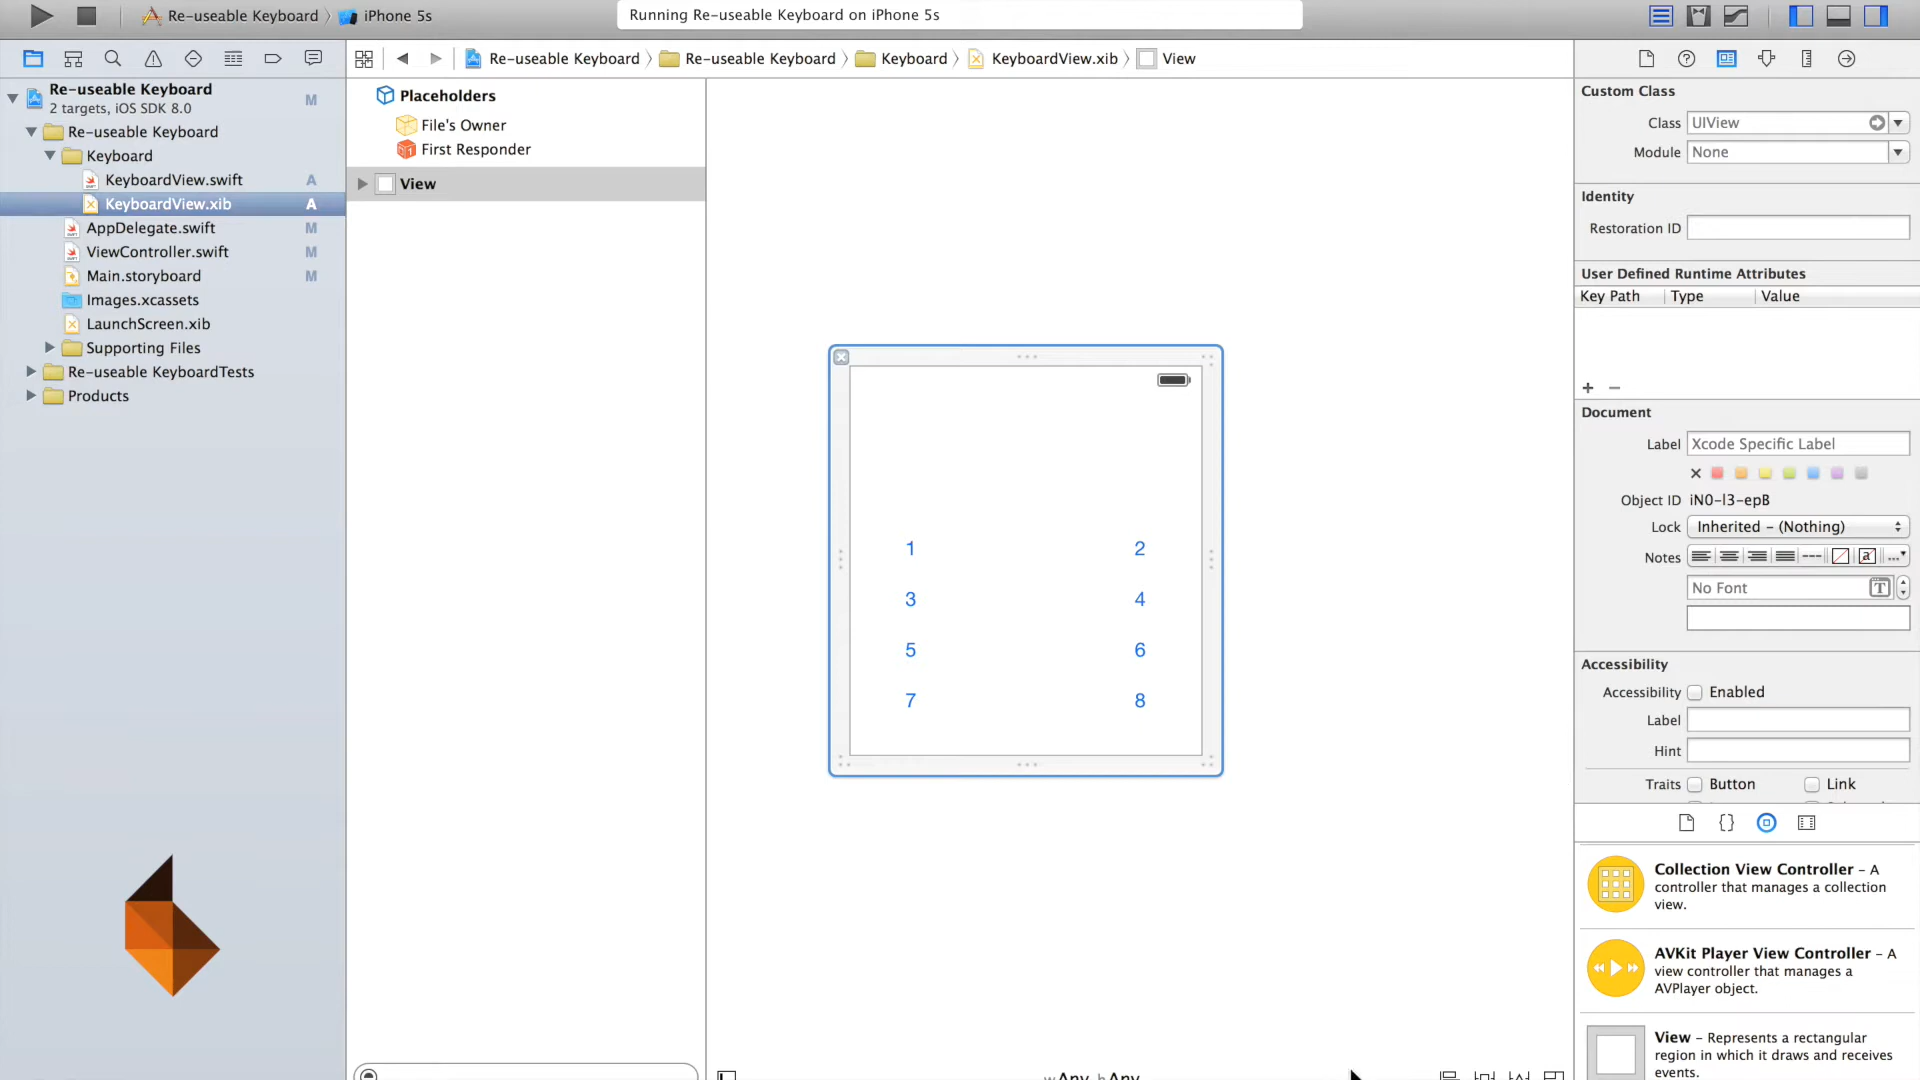 Re-useable Keyboard 〉 iPhone 5s
Running Re-useable Keyboard on iPhone 5s
Re-useable Keyboard 〉 Re-useable Keyboard 〉 Keyboard 〉 KeyboardView.xib 〉 View
Re-useable Keyboard M
2 targets, iOS SDK 8.0
Re-useable Keyboard
Keyboard
KeyboardView.swift A
KeyboardView.xib A
AppDelegate.swift M
ViewController.swift M
Main.storyboard M
Images.xcassets
LaunchScreen.xib
Supporting Files
Re-useable KeyboardTests
Products
Placeholders
File's Owner
First Responder
View
1 2
3 4
5 6
7 8
wAny hAny
Custom Class
Class UIView
Module None
Identity
Restoration ID
User Defined Runtime Attributes
Key Path Type Value
+ −
Document
Label Xcode Specific Label
Object ID iN0-l3-epB
Lock Inherited - (Nothing)
Notes
No Font
Accessibility
Accessibility Enabled
Label
Hint
Traits Button Link
Collection View Controller - A
controller that manages a collection
view.
AVKit Player View Controller - A
view controller that manages a
AVPlayer object.
View - Represents a rectangular
region in which it draws and receives
events.